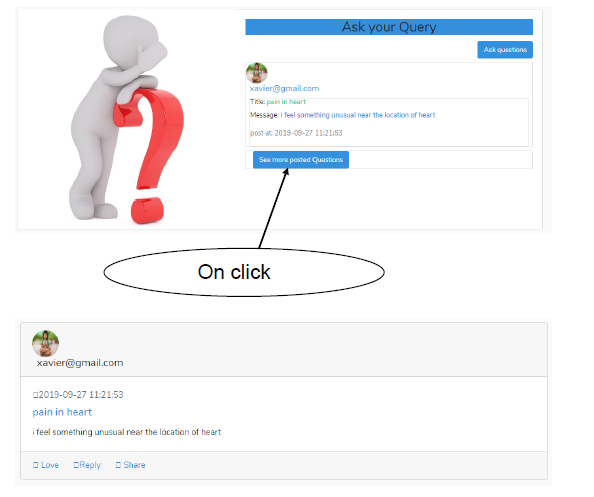 Ask your Query
Ask questions
xavier@gmail.com
Title: pain in heart
Message: i feel something unusual near the location of heart
post at: 2019-09-27 11:21:53
See more posted Questions
On click
xavier@gmail.com
2019-09-27 11:21:53
pain in heart
i feel something unusual near the location of heart
Love Reply Share